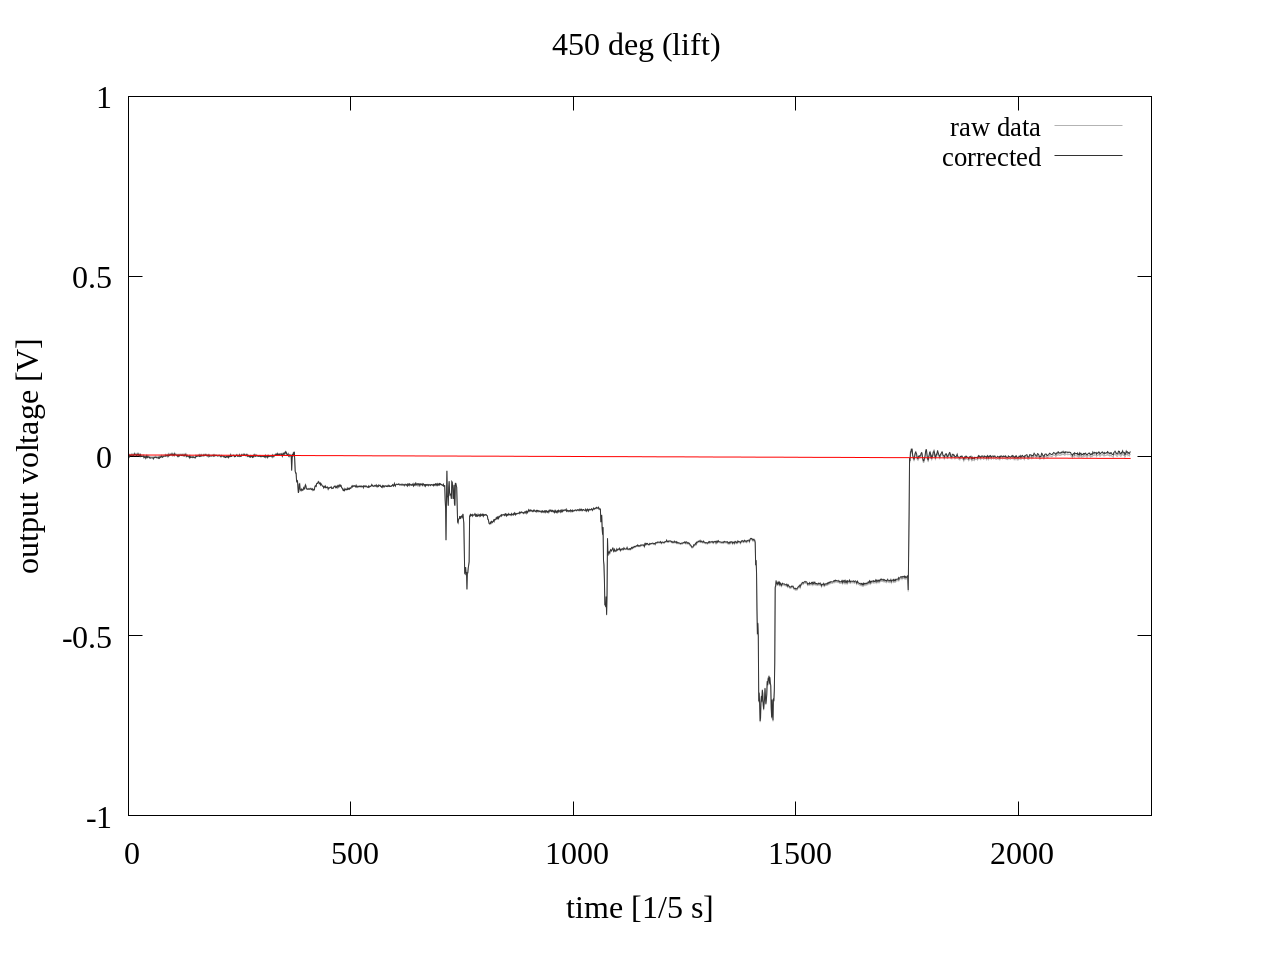 450 deg (lift)
raw data
corrected
output voltage [V]
1
0.5
0
-0.5
-1
0 500 1000 1500 2000
time [1/5 s]